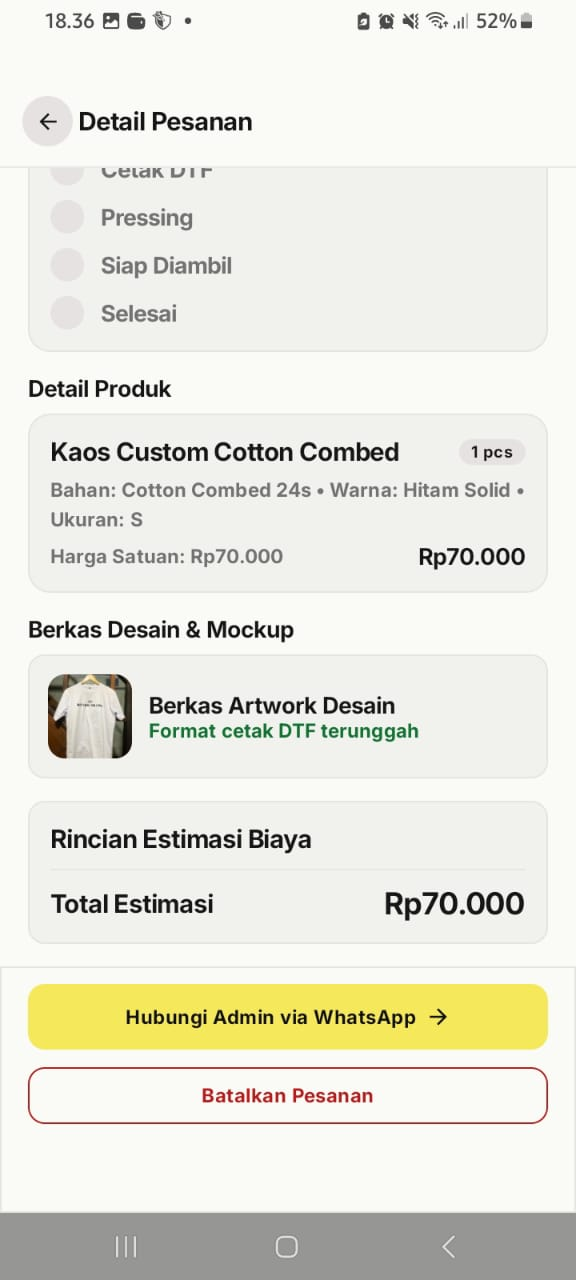 18.36
52%
Detail Pesanan
Cetak DTF
Pressing
Siap Diambil
Selesai
Detail Produk
Kaos Custom Cotton Combed
1 pcs
Bahan: Cotton Combed 24s • Warna: Hitam Solid •
Ukuran: S
Harga Satuan: Rp70.000
Rp70.000
Berkas Desain & Mockup
Berkas Artwork Desain
Format cetak DTF terunggah
Rincian Estimasi Biaya
Total Estimasi
Rp70.000
Hubungi Admin via WhatsApp →
Batalkan Pesanan